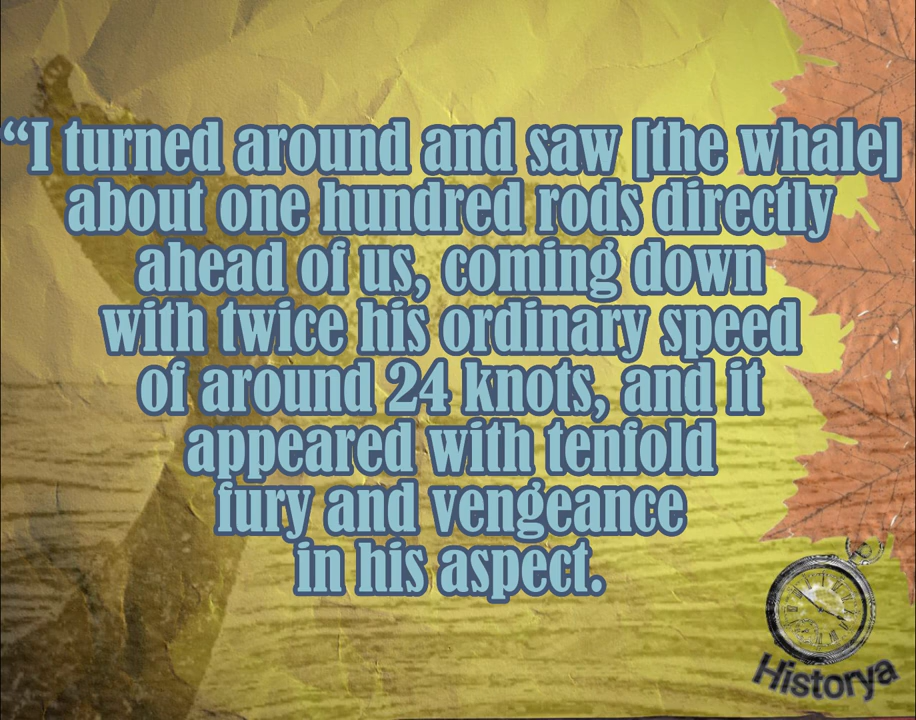 “I turned around and saw [the whale]
about one hundred rods directly
ahead of us, coming down
with twice his ordinary speed
of around 24 knots, and it
appeared with tenfold
fury and vengeance
in his aspect.
Historya